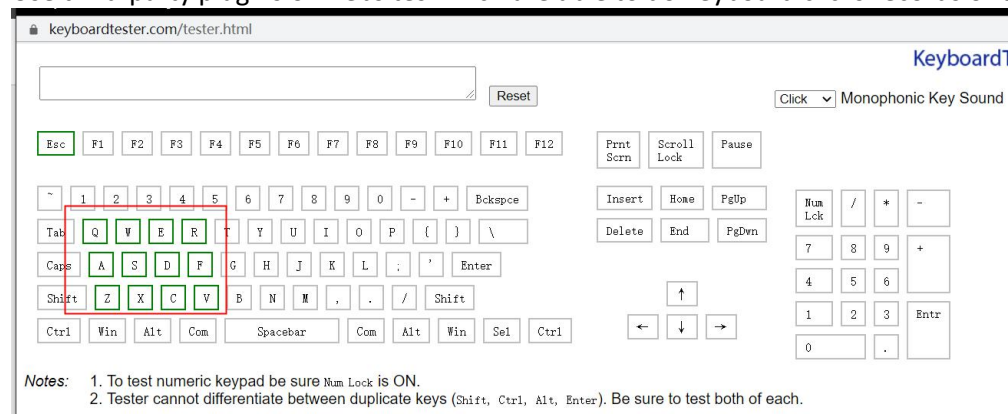 keyboardtester.com/tester.html
KeyboardT
Reset
Click Monophonic Key Sound
Esc F1 F2 F3 F4 F5 F6 F7 F8 F9 F10 F11 F12 Prnt Scrn Scroll Lock Pause
~ 1 2 3 4 5 6 7 8 9 0 - + Bckspce Insert Home PgUp Num Lck / * -
Tab Q W E R T Y U I O P { } \ Delete End PgDwn 7 8 9 +
Caps A S D F G H J K L ; ' Enter 4 5 6
Shift Z X C V B N M , . / Shift ↑ 1 2 3 Entr
Ctrl Win Alt Com Spacebar Com Alt Win Sel Ctrl ← ↓ → 0 .
Notes: 1. To test numeric keypad be sure Num Lock is ON.
2. Tester cannot differentiate between duplicate keys (Shift, Ctrl, Alt, Enter). Be sure to test both of each.